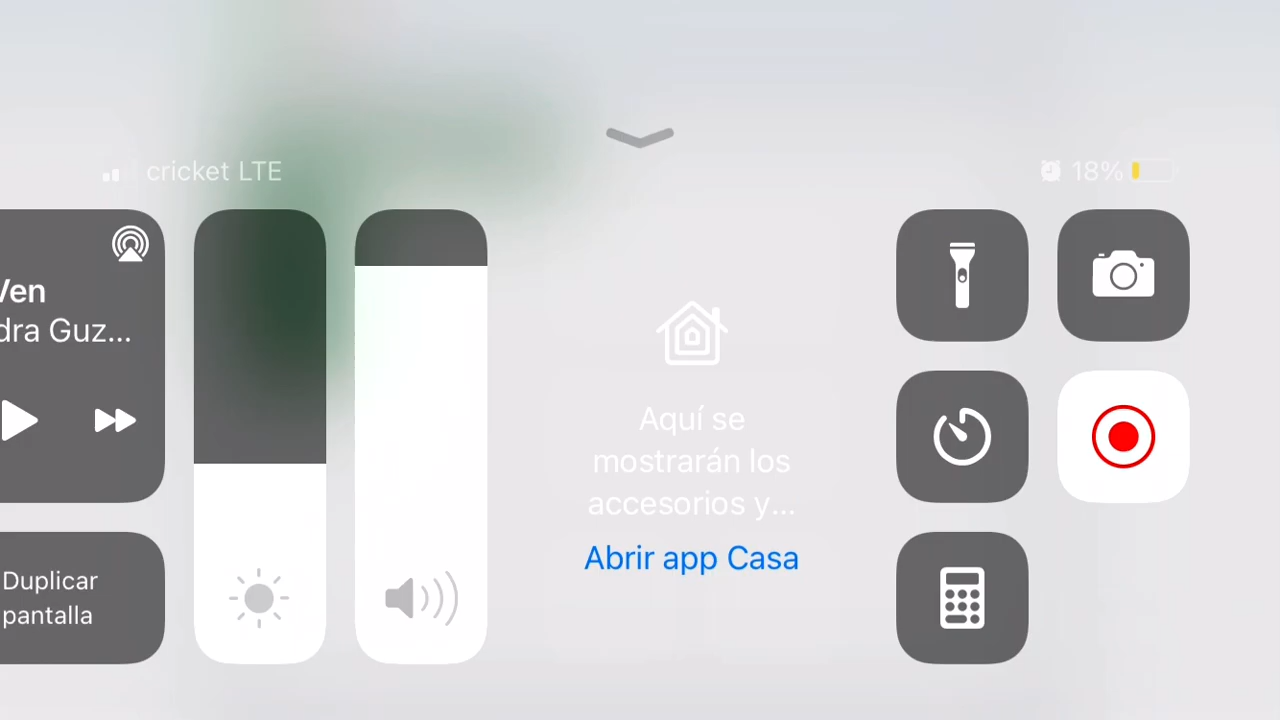 cricket LTE
18%
Ven
dra Guz...
Aquí se
mostrarán los
accesorios y...
Abrir app Casa
Duplicar
pantalla